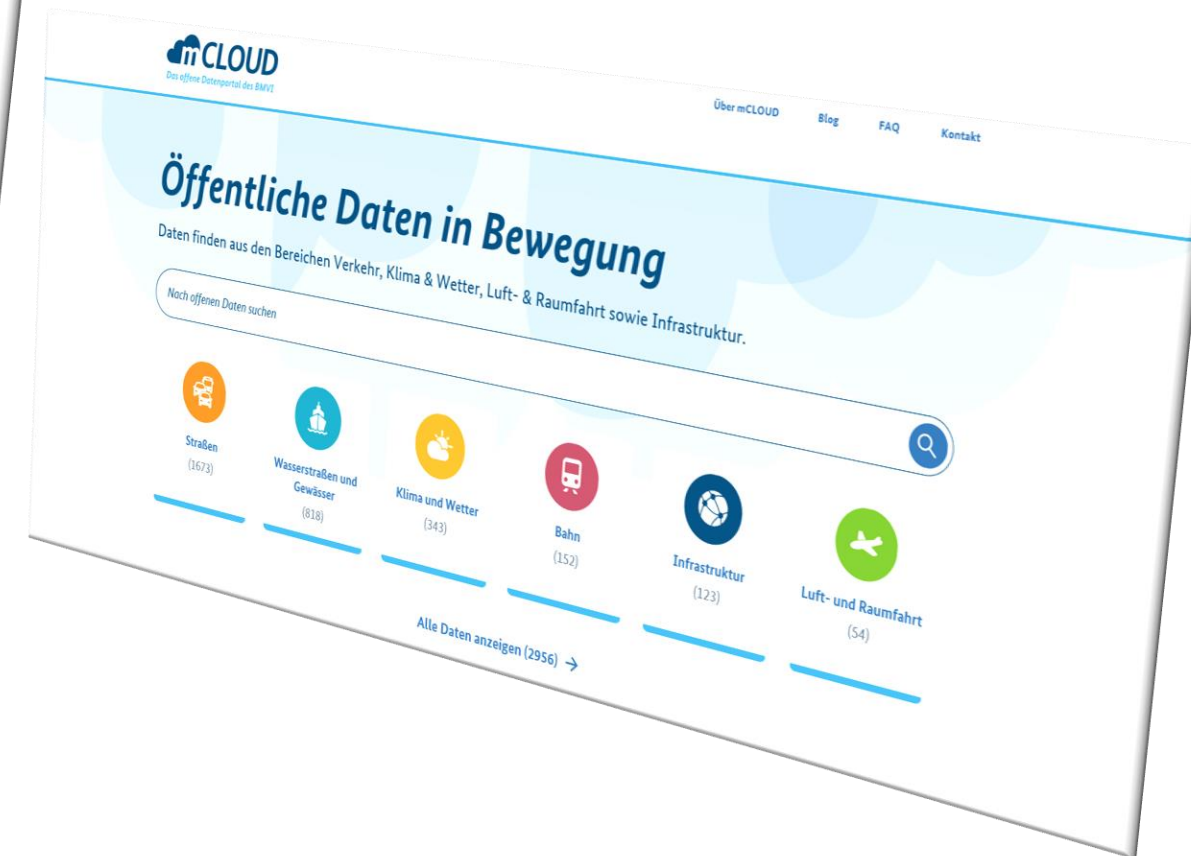 mCLOUD
Das offene Datenportal des BMVI
Über mCLOUD Blog FAQ Kontakt
Öffentliche Daten in Bewegung
Daten finden aus den Bereichen Verkehr, Klima & Wetter, Luft- & Raumfahrt sowie Infrastruktur.
Nach offenen Daten suchen
Straßen
(1673)
Wasserstraßen und
Gewässer
(818)
Klima und Wetter
(343)
Bahn
(152)
Infrastruktur
(123)
Luft- und Raumfahrt
(54)
Alle Daten anzeigen (2956) →